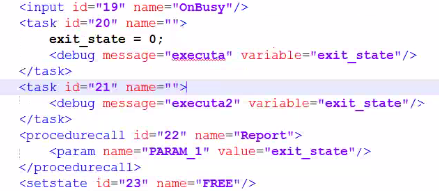 <input id="19" name="OnBusy"/>
<task id="20" name="">
exit_state = 0;
<debug message="executa" variable="exit_state"/>
</task>
<task id="21" name="">
<debug message="executa2" variable="exit_state"/>
</task>
<procedurecall id="22" name="Report">
<param name="PARAM_1" value="exit_state"/>
</procedurecall>
<setstate id="23" name="FREE"/>